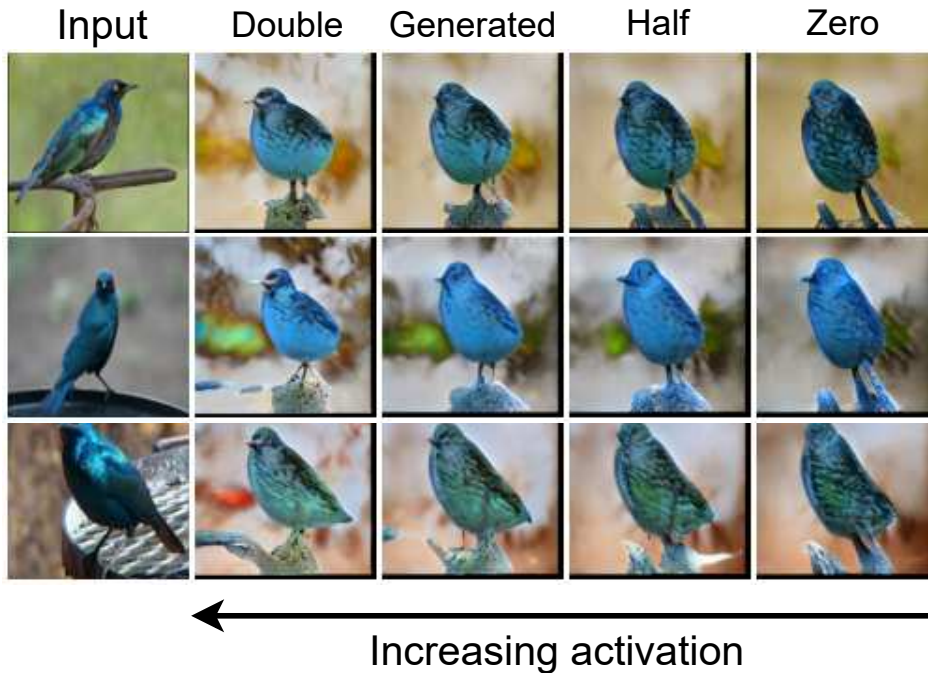 Input Double Generated Half Zero
Increasing activation